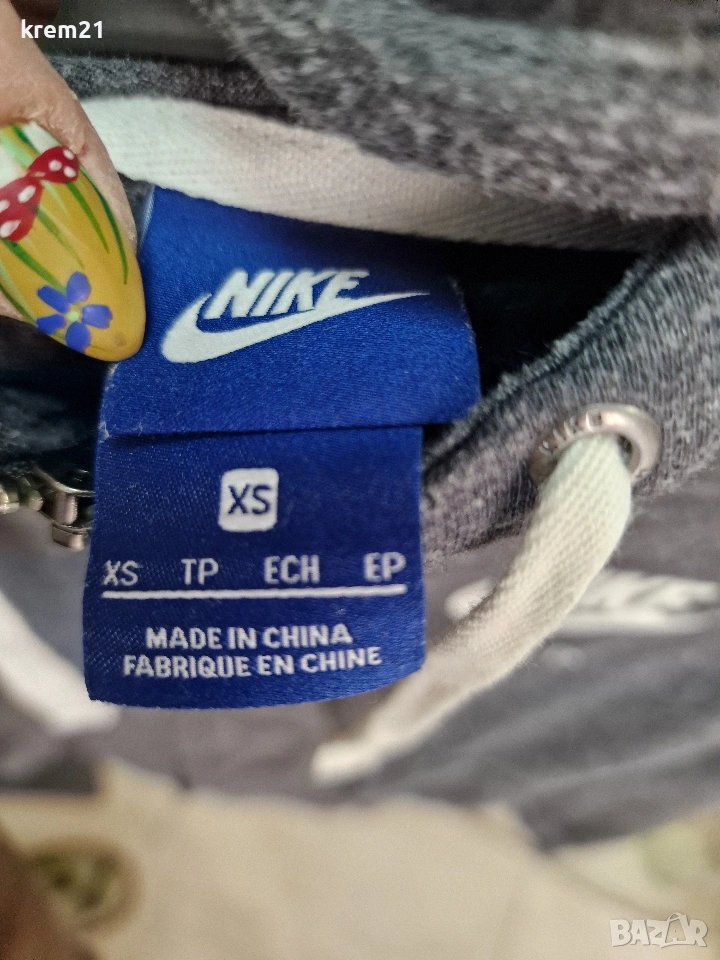 krem21
NIKE
XS
XS TP ECH EP
MADE IN CHINA
FABRIQUE EN CHINE
BAZAR